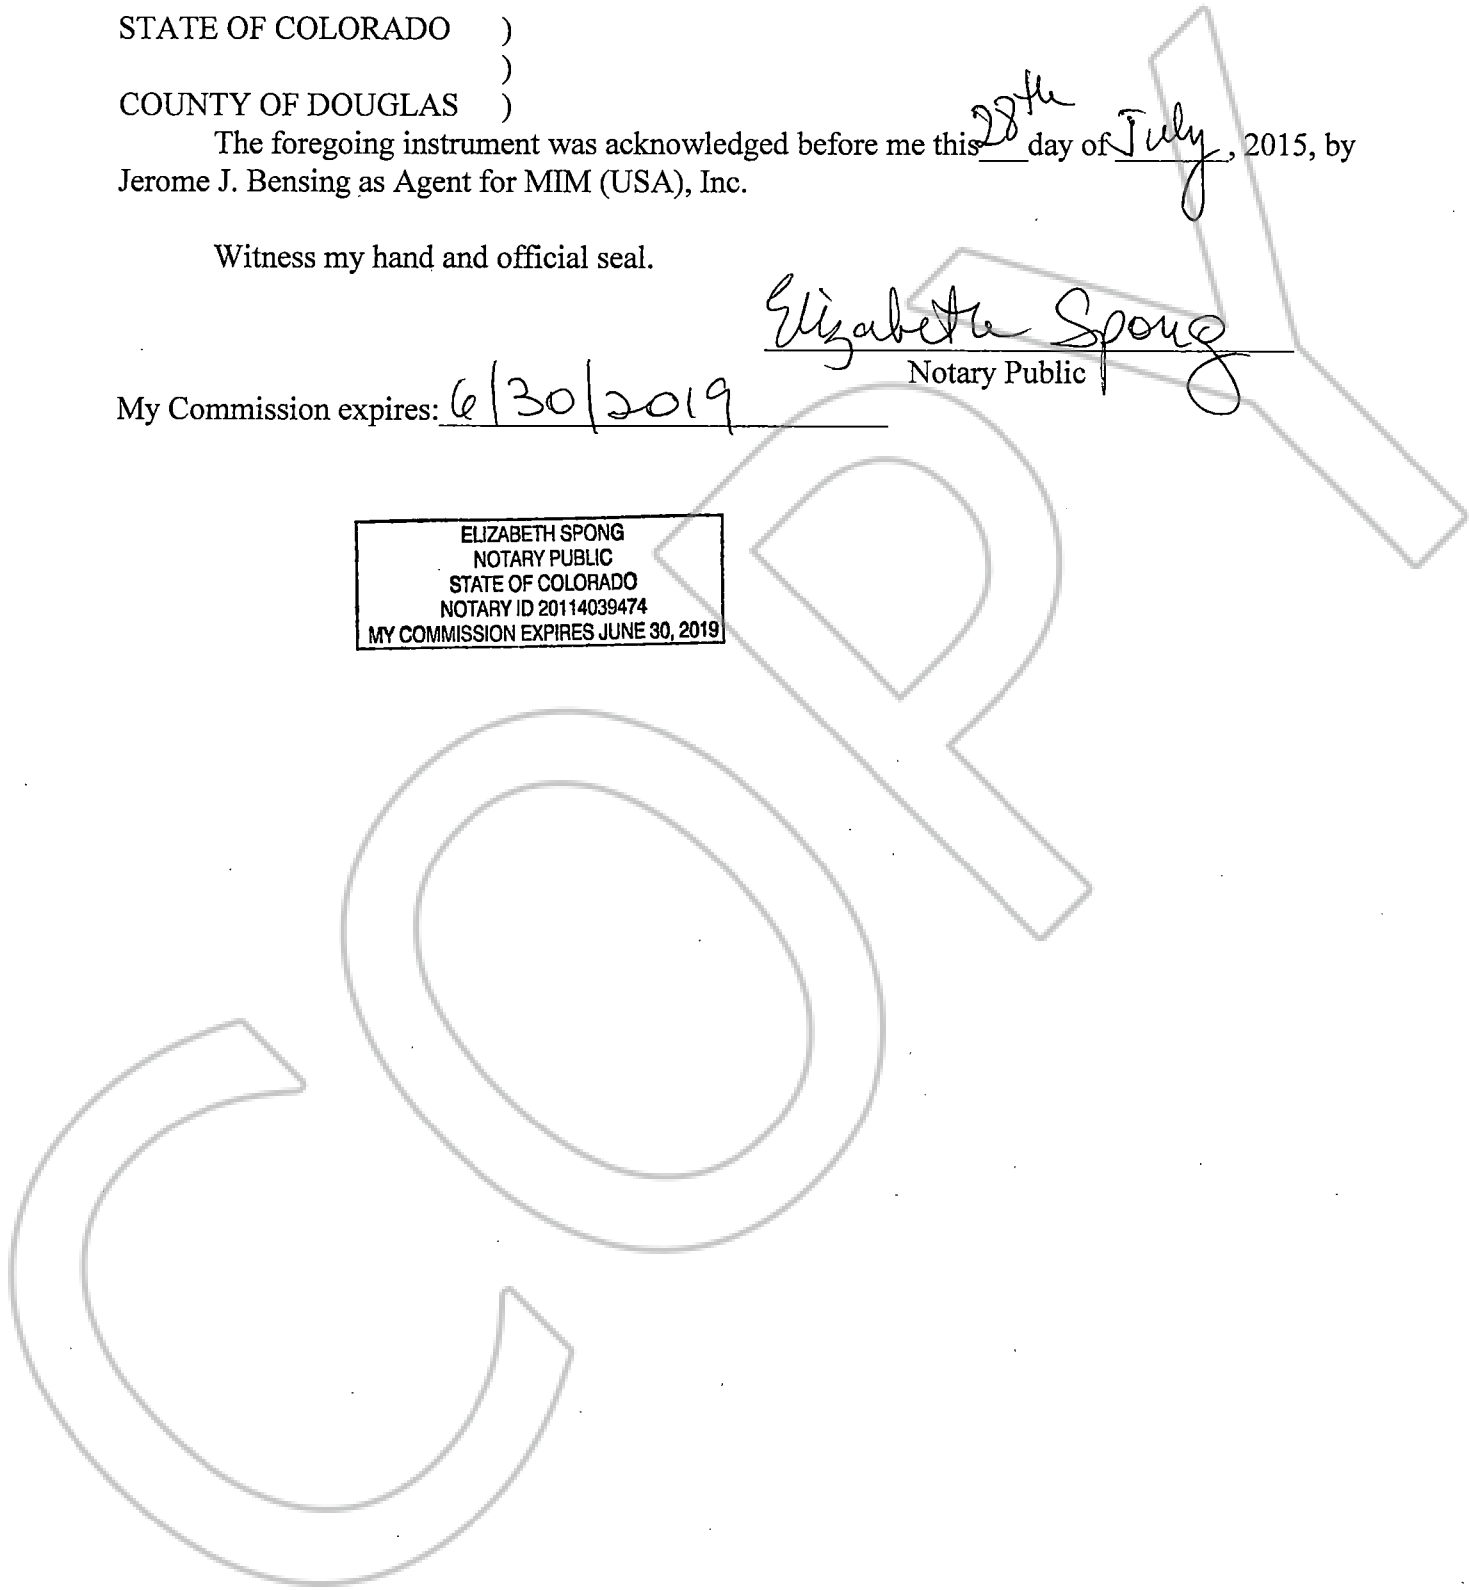 STATE OF COLORADO )
)
COUNTY OF DOUGLAS )
The foregoing instrument was acknowledged before me this 28th day of July, 2015, by
Jerome J. Bensing as Agent for MIM (USA), Inc.
Witness my hand and official seal.
Elizabeth Spong
Notary Public
My Commission expires: 6/30/2019
ELIZABETH SPONG
NOTARY PUBLIC
STATE OF COLORADO
NOTARY ID 20114039474
MY COMMISSION EXPIRES JUNE 30, 2019
COPY